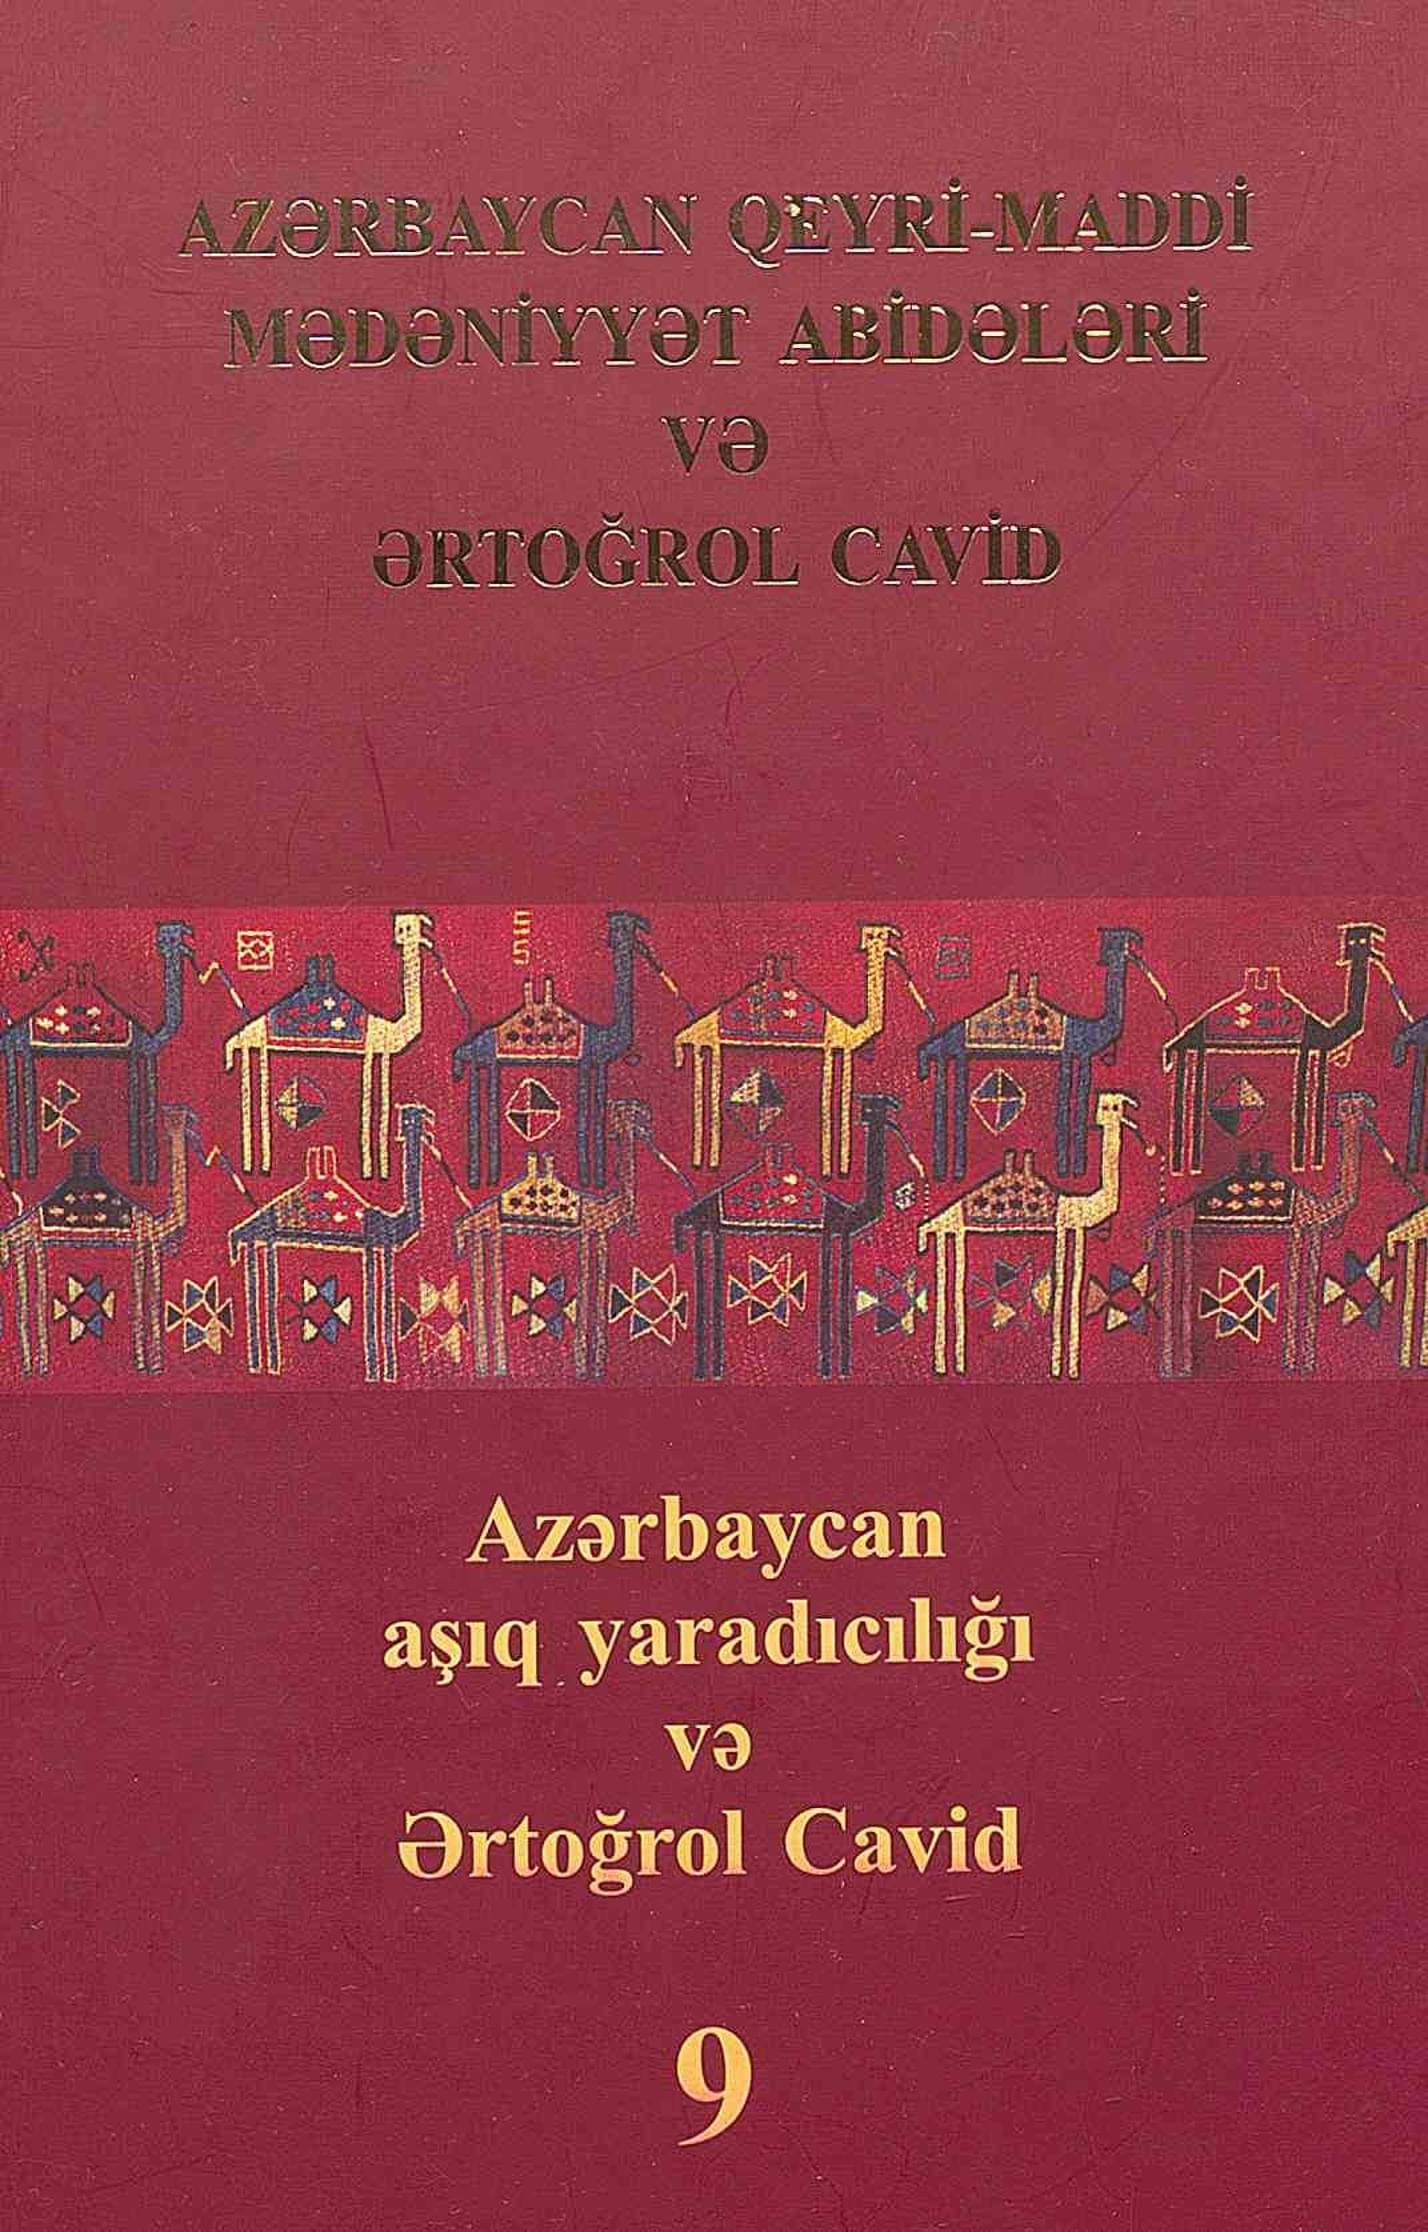 AZƏRBAYCAN QEYRİ-MADDİ
MƏDƏNİYYƏT ABİDƏLƏRİ
VƏ
ƏRTOĞROL CAVİD
Azərbaycan
aşıq yaradıcılığı
və
Ərtoğrol Cavid
9